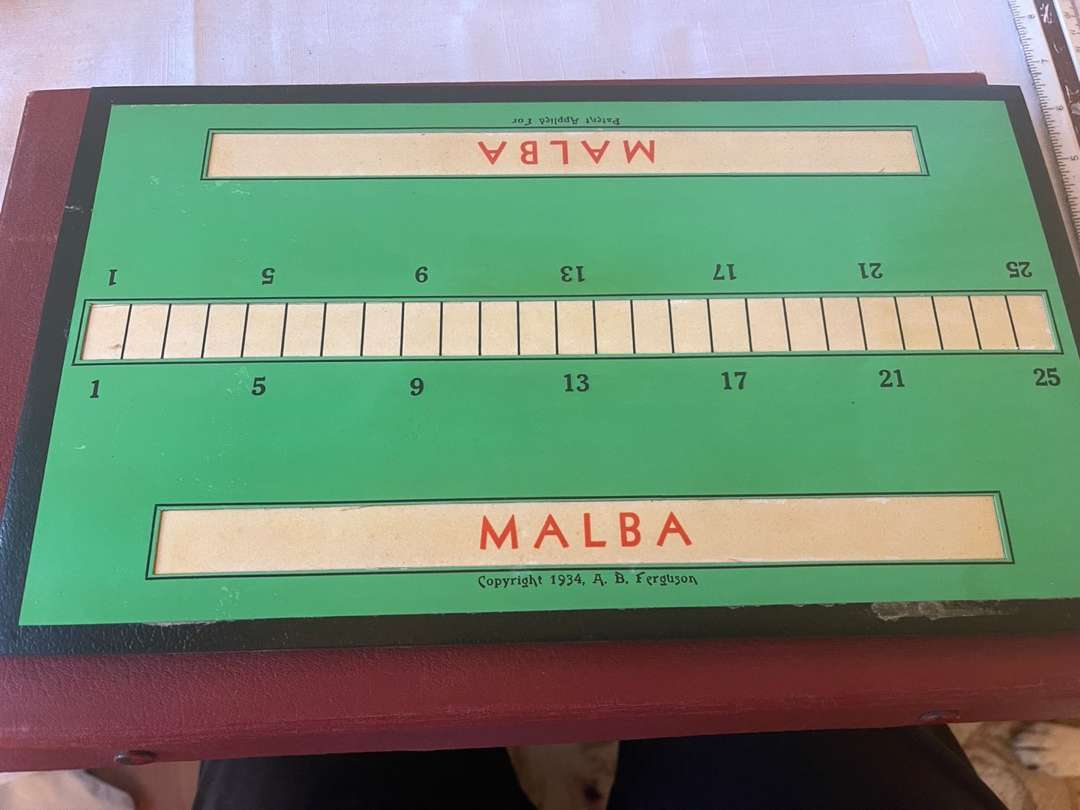 Patent Applied For
MALBA
1 5 9 13 17 21 25
1 5 9 13 17 21 25
MALBA
Copyright 1934, A. B. Ferguson